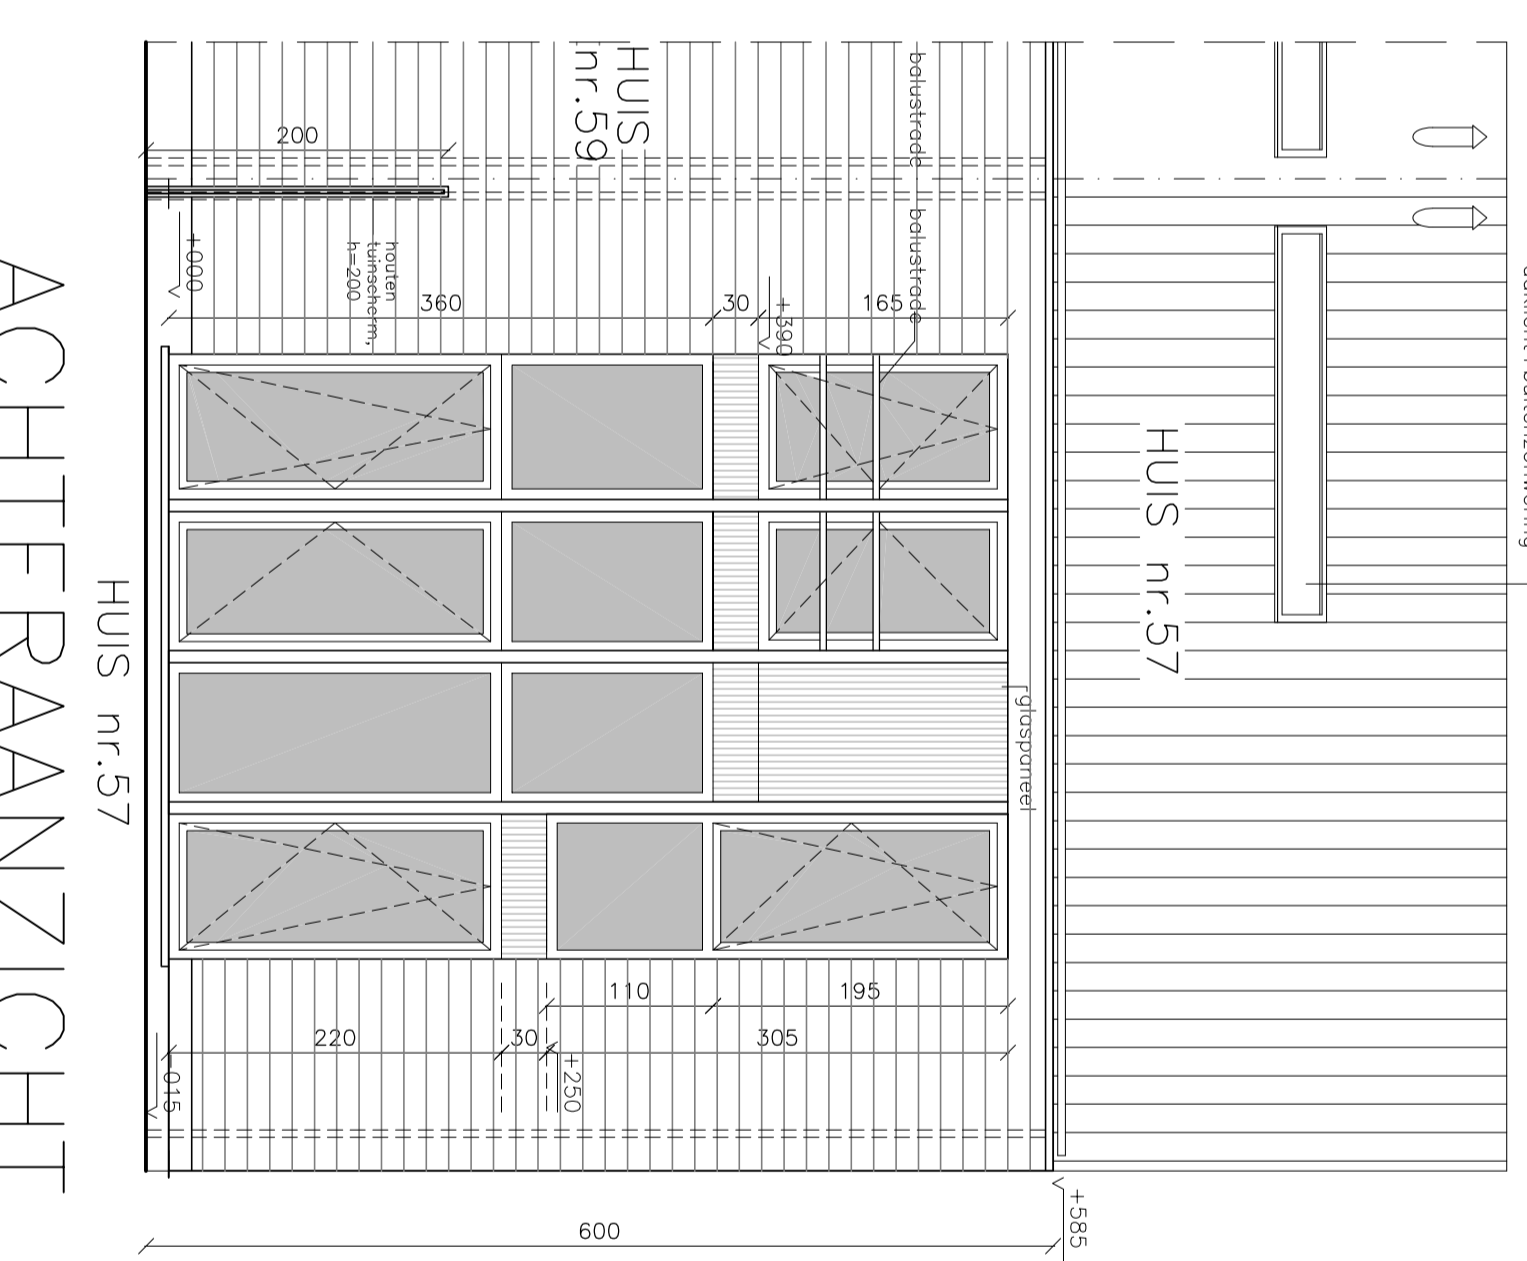 HUIS
nr.59
balustrade
balustrade
200
+000
houten
tuinscherm,
h=200
360
30
+390
165
HUIS nr.57
glaspaneel
110
195
220
30
305
+250
-015
+585
600
HUIS nr.57
ACHTERAANZICHT